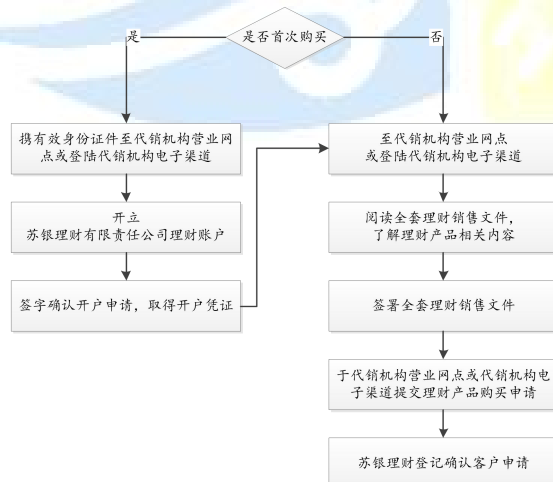 是否首次购买
是
否
携有效身份证件至代销机构营业网
点或登陆代销机构电子渠道
开立
苏银理财有限责任公司理财账户
签字确认开户申请，取得开户凭证
至代销机构营业网点
或登陆代销机构电子渠道
阅读全套理财销售文件，
了解理财产品相关内容
签署全套理财销售文件
于代销机构营业网点或代销机构电
子渠道提交理财产品购买申请
苏银理财登记确认客户申请